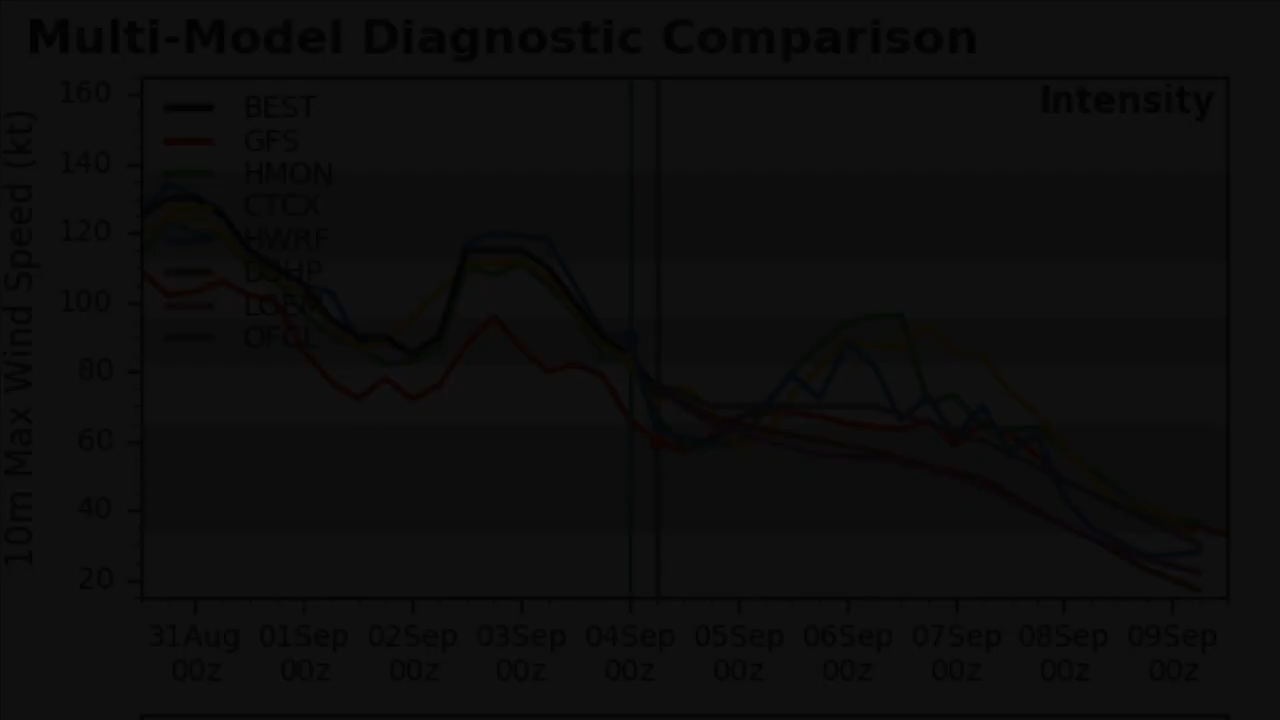 Multi-Model Diagnostic Comparison
Intensity
10m Max Wind Speed (kt)
160
140
120
100
80
60
40
20
BEST
GFS
HMON
CTCX
HWRF
DSHP
LGEM
OFCL
31Aug 01Sep 02Sep 03Sep 04Sep 05Sep 06Sep 07Sep 08Sep 09Sep
00z 00z 00z 00z 00z 00z 00z 00z 00z 00z